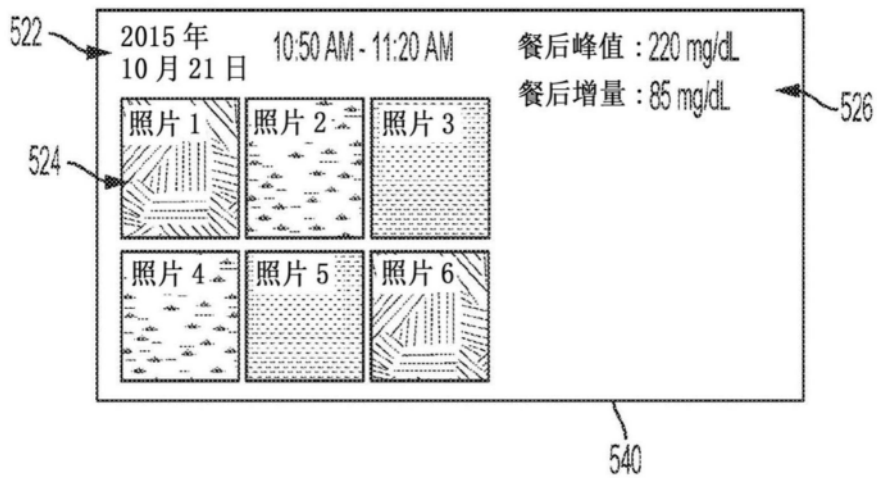 522
2015 年
10 月 21 日
10:50 AM - 11:20 AM
餐后峰值：220 mg/dL
餐后增量：85 mg/dL
526
524
照片 1
照片 2
照片 3
照片 4
照片 5
照片 6
540